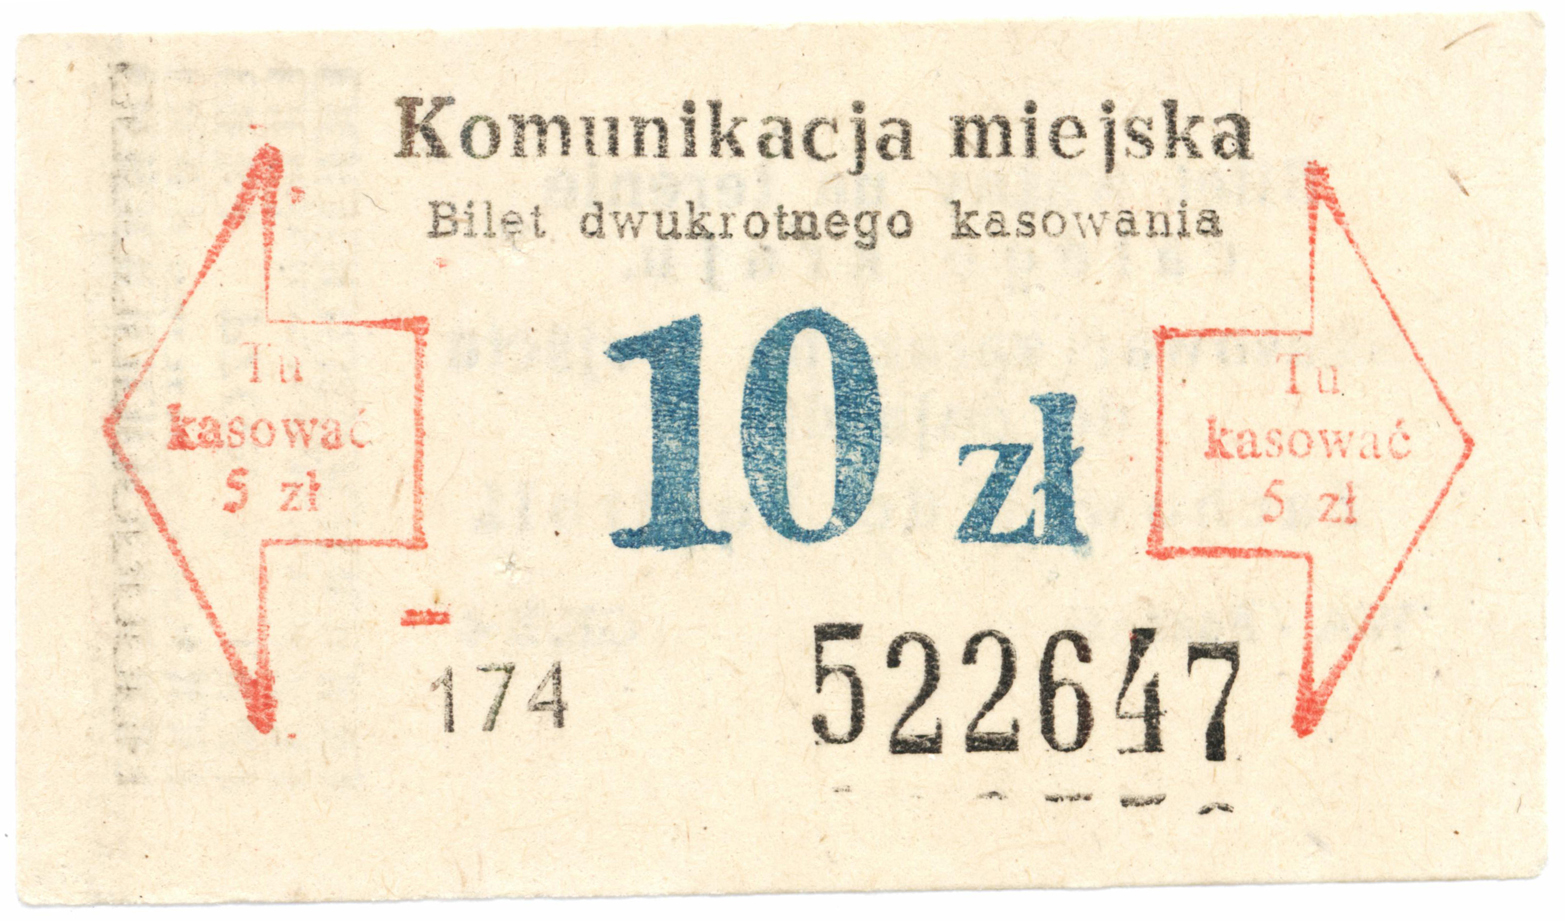 Komunikacja miejska
Bilet dwukrotnego kasowania
10 zł
Tu
kasować
5 zł
Tu
kasować
5 zł
174
522647